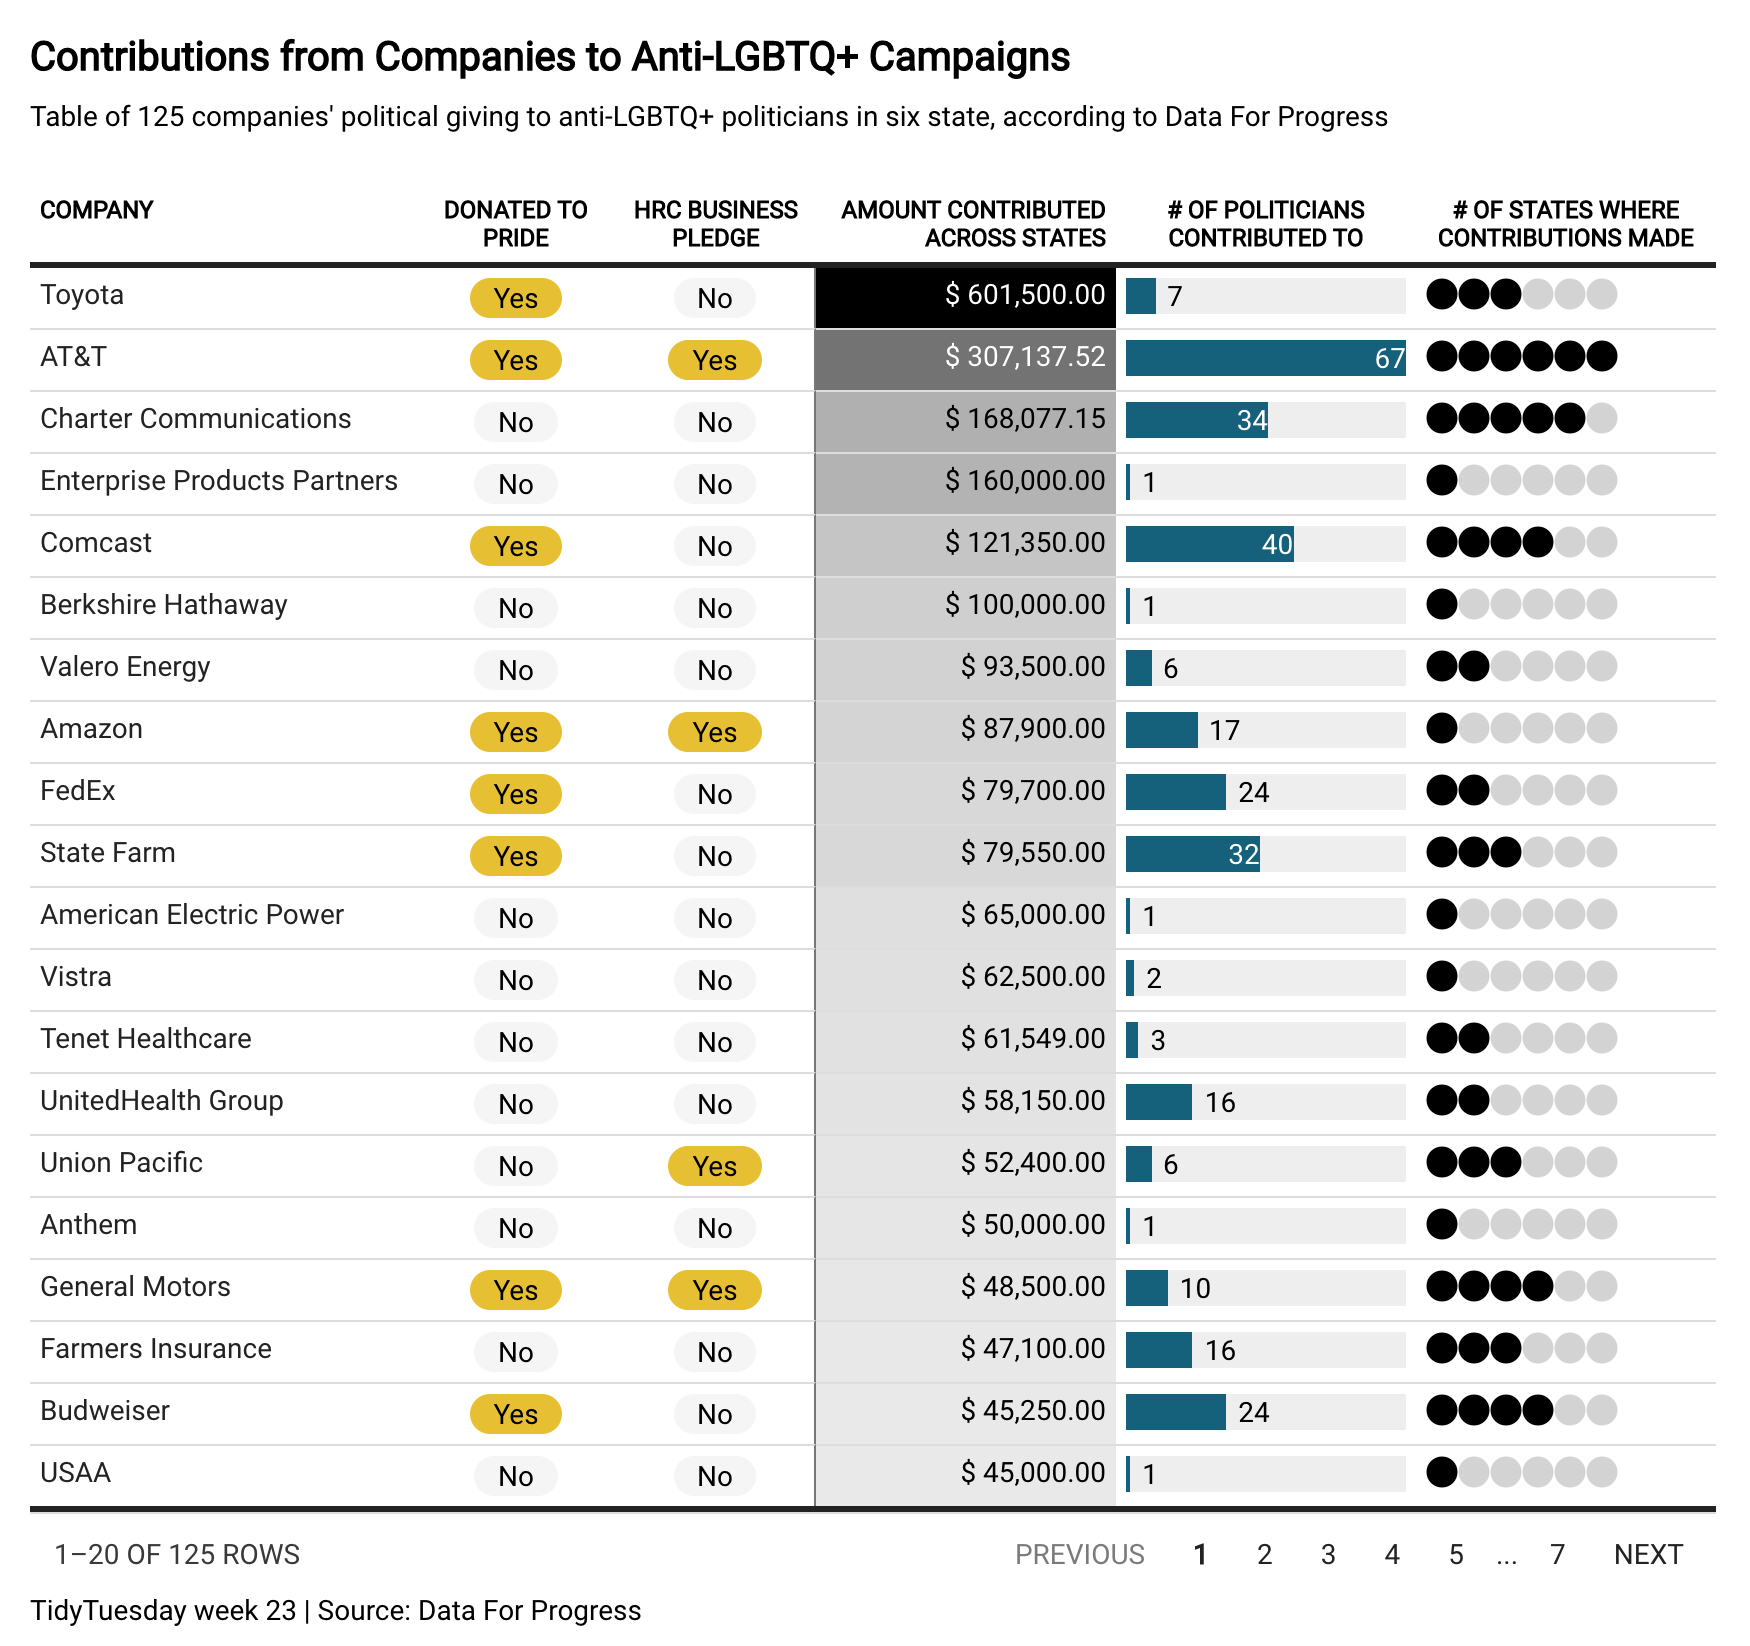 Contributions from Companies to Anti-LGBTQ+ Campaigns
Table of 125 companies' political giving to anti-LGBTQ+ politicians in six state, according to Data For Progress
COMPANY DONATED TO PRIDE HRC BUSINESS PLEDGE AMOUNT CONTRIBUTED ACROSS STATES # OF POLITICIANS CONTRIBUTED TO # OF STATES WHERE CONTRIBUTIONS MADE
Toyota Yes No $ 601,500.00 7
AT&T Yes Yes $ 307,137.52 67
Charter Communications No No $ 168,077.15 34
Enterprise Products Partners No No $ 160,000.00 1
Comcast Yes No $ 121,350.00 40
Berkshire Hathaway No No $ 100,000.00 1
Valero Energy No No $ 93,500.00 6
Amazon Yes Yes $ 87,900.00 17
FedEx Yes No $ 79,700.00 24
State Farm Yes No $ 79,550.00 32
American Electric Power No No $ 65,000.00 1
Vistra No No $ 62,500.00 2
Tenet Healthcare No No $ 61,549.00 3
UnitedHealth Group No No $ 58,150.00 16
Union Pacific No Yes $ 52,400.00 6
Anthem No No $ 50,000.00 1
General Motors Yes Yes $ 48,500.00 10
Farmers Insurance No No $ 47,100.00 16
Budweiser Yes No $ 45,250.00 24
USAA No No $ 45,000.00 1
1–20 OF 125 ROWS PREVIOUS 1 2 3 4 5 ... 7 NEXT
TidyTuesday week 23 | Source: Data For Progress